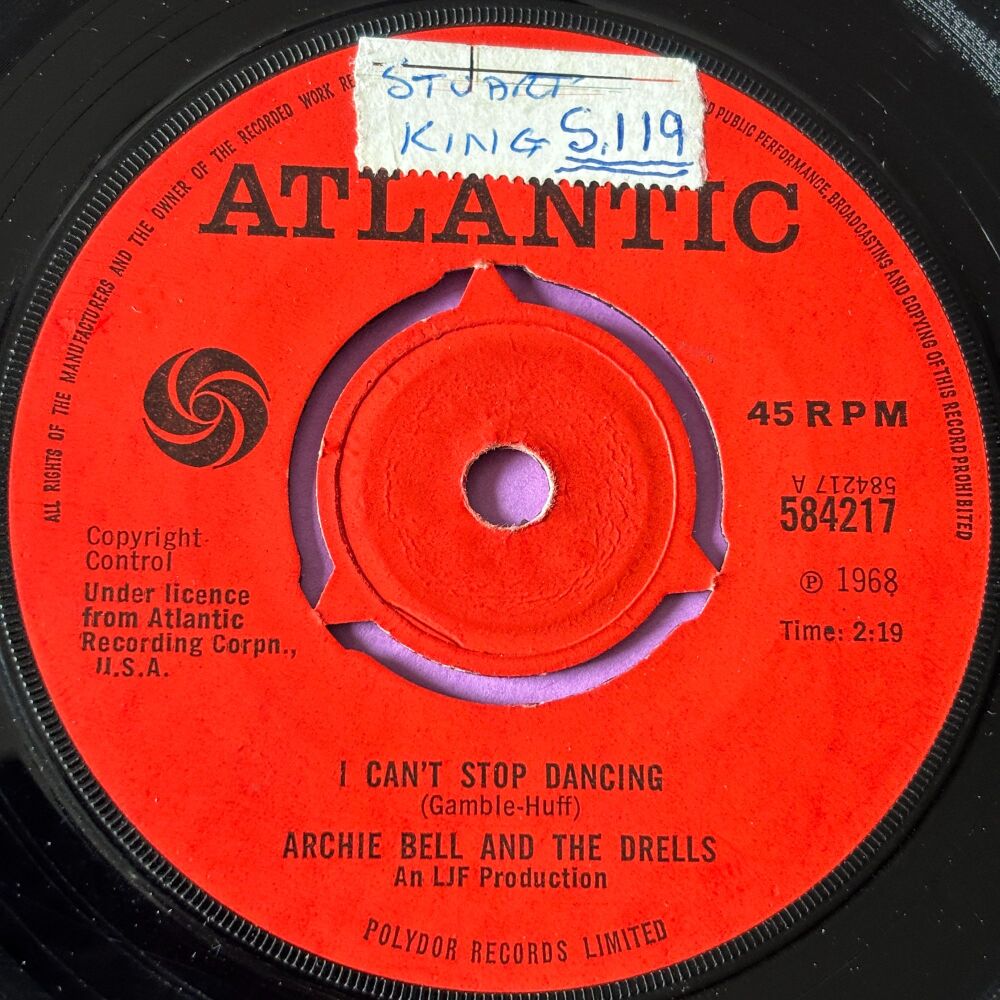 STUART
KING S.119
ALL RIGHTS OF THE MANUFACTURERS AND THE OWNER OF THE RECORDED WORK RE
D PUBLIC PERFORMANCE, BROADCASTING AND COPYING OF THIS RECORD PROHIBITED
ATLANTIC
45 RPM
584217 A
584217
℗ 1968
Time: 2:19
Copyright
Control
Under licence
from Atlantic
Recording Corpn.,
U.S.A.
I CAN'T STOP DANCING
(Gamble-Huff)
ARCHIE BELL AND THE DRELLS
An LJF Production
POLYDOR RECORDS LIMITED